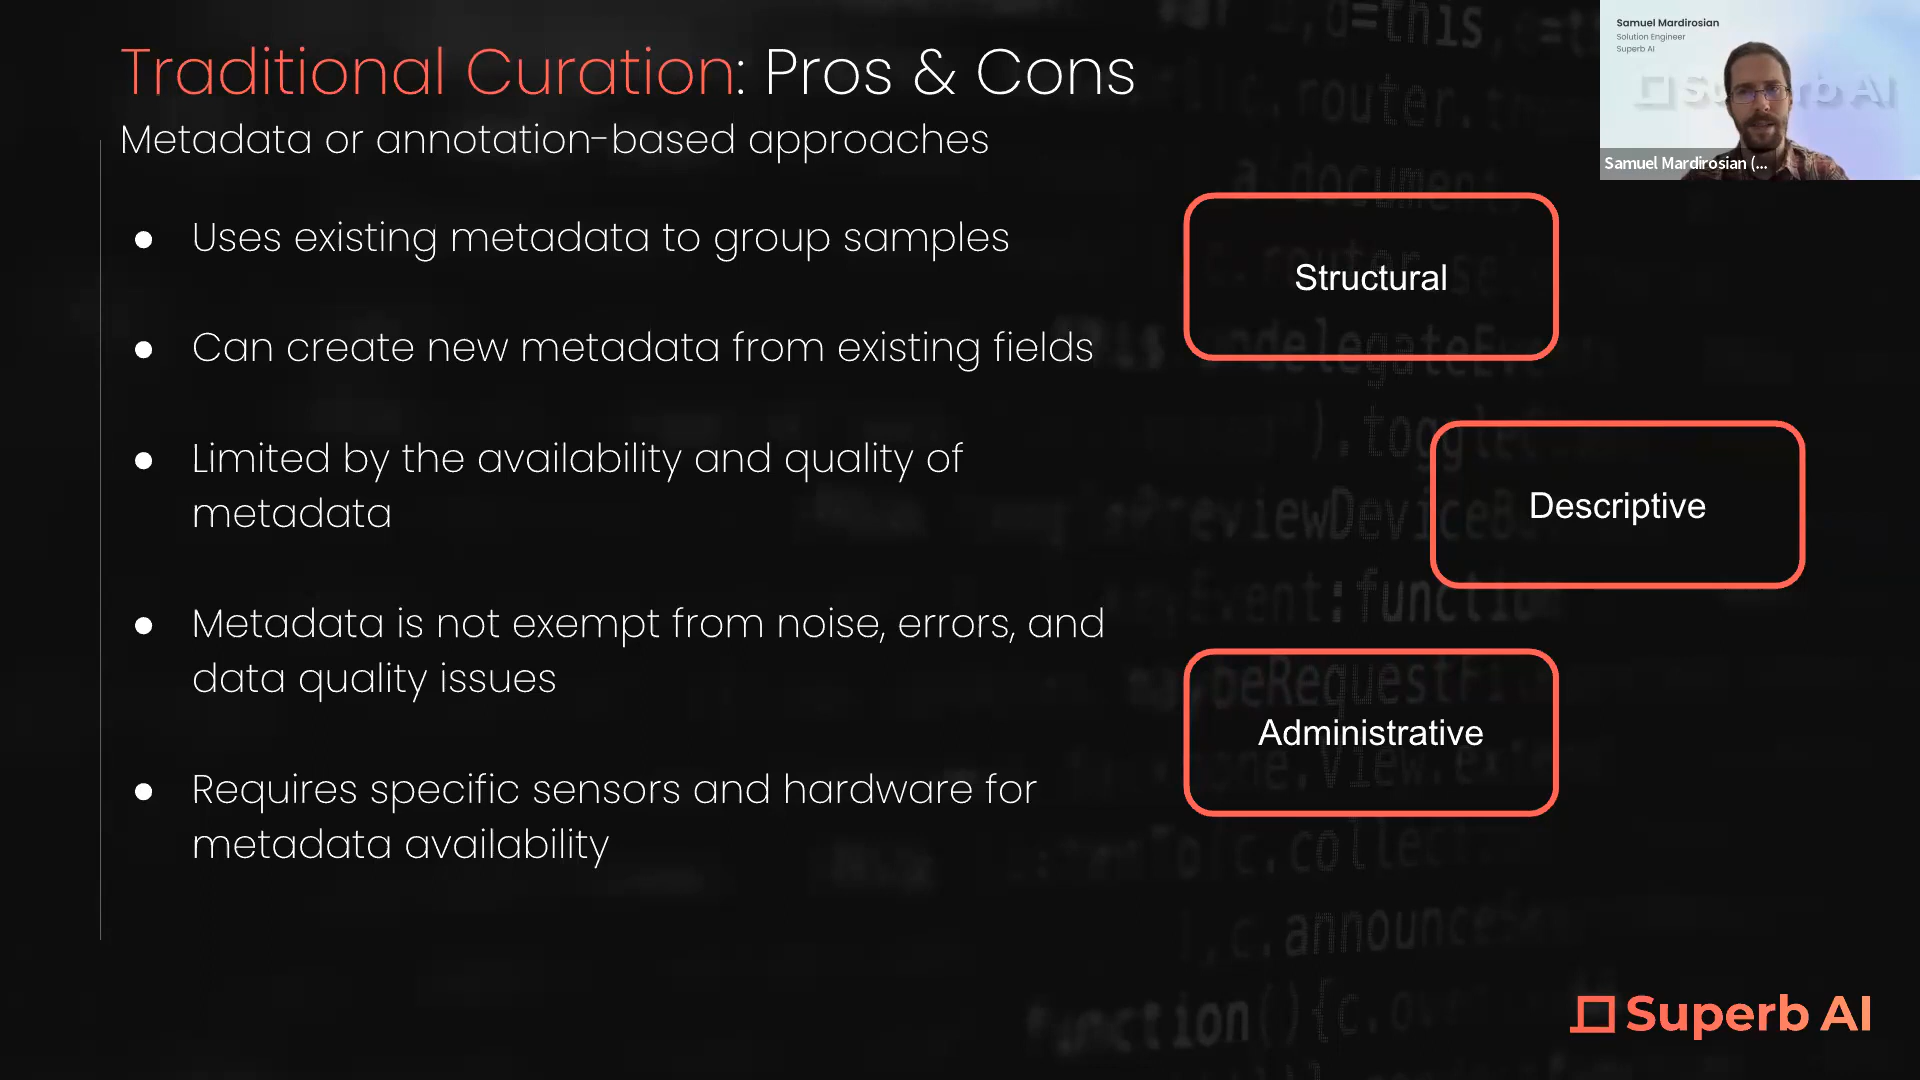 Traditional Curation: Pros & Cons
Metadata or annotation-based approaches
● Uses existing metadata to group samples
● Can create new metadata from existing fields
● Limited by the availability and quality of
metadata
● Metadata is not exempt from noise, errors, and
data quality issues
● Requires specific sensors and hardware for
metadata availability
Structural
Descriptive
Administrative
Samuel Mardirosian
Solution Engineer
Superb AI
Samuel Mardirosian (...
Superb AI